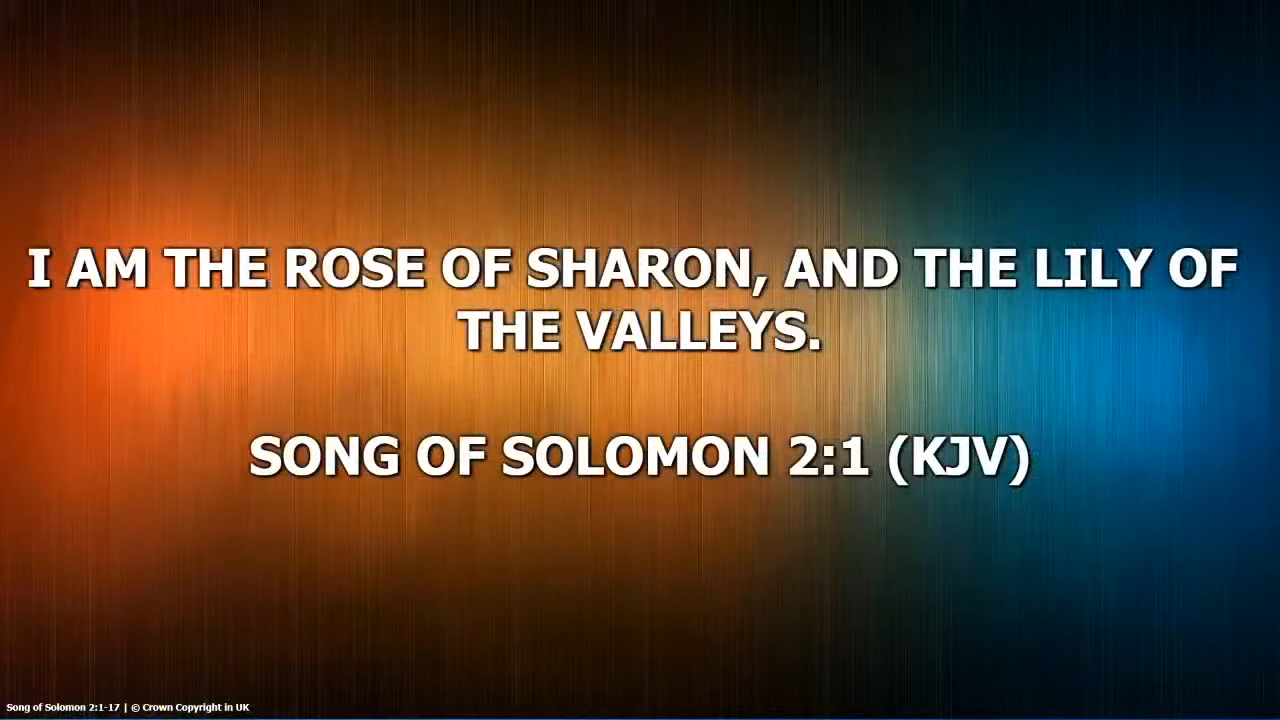 I AM THE ROSE OF SHARON, AND THE LILY OF
THE VALLEYS.
SONG OF SOLOMON 2:1 (KJV)
Song of Solomon 2:1-17 | © Crown Copyright in UK